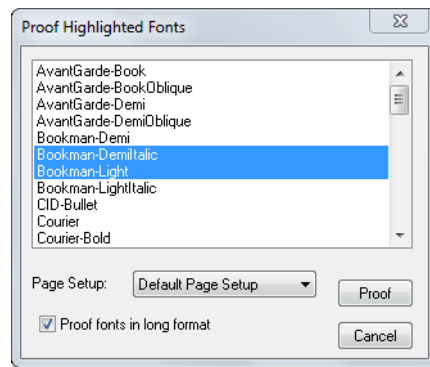 Proof Highlighted Fonts
AvantGarde-Book
AvantGarde-BookOblique
AvantGarde-Demi
AvantGarde-DemiOblique
Bookman-Demi
Bookman-DemiItalic
Bookman-Light
Bookman-LightItalic
CID-Bullet
Courier
Courier-Bold
Page Setup: Default Page Setup
Proof
Proof fonts in long format
Cancel